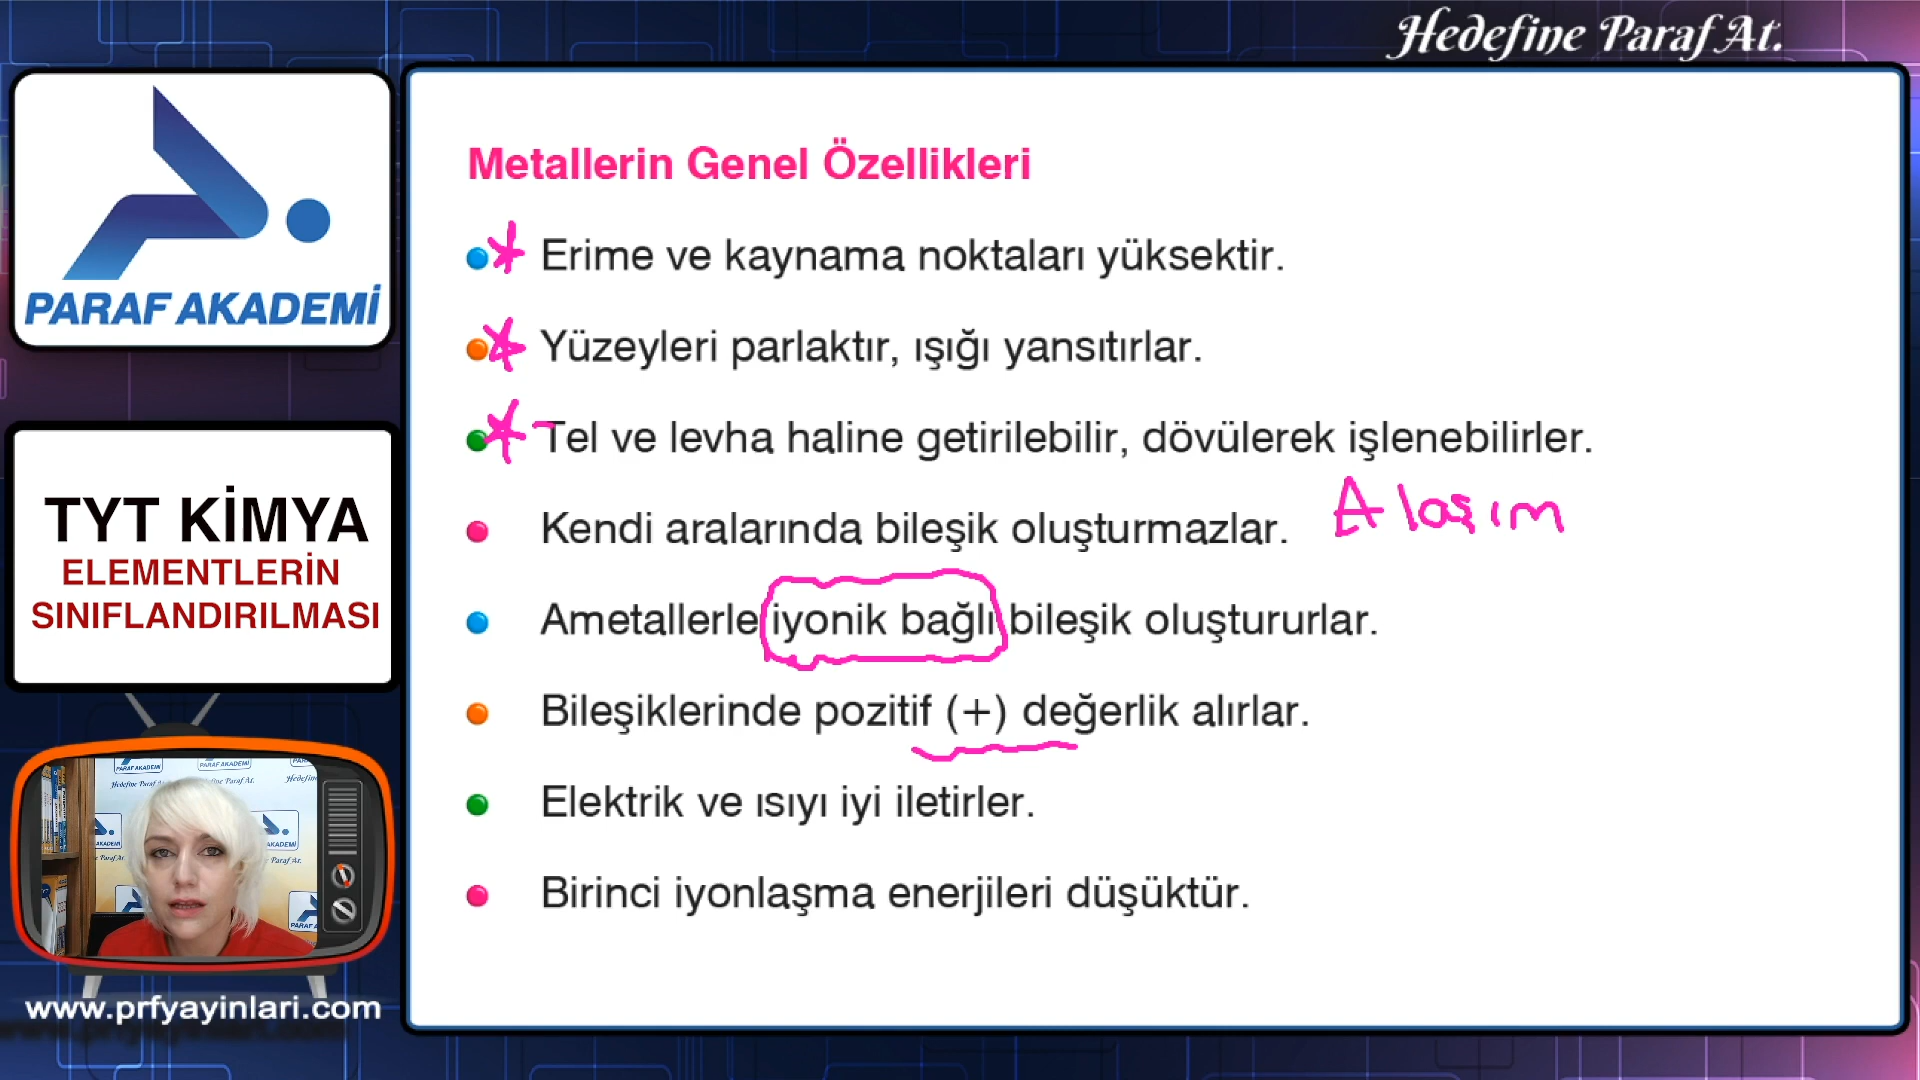 Hedefine Paraf At.
PARAF AKADEMİ
TYT KİMYA
ELEMENTLERİN
SINIFLANDIRILMASI
www.prfyayinlari.com
Metallerin Genel Özellikleri
Erime ve kaynama noktaları yüksektir.
Yüzeyleri parlaktır, ışığı yansıtırlar.
Tel ve levha haline getirilebilir, dövülerek işlenebilirler.
Kendi aralarında bileşik oluşturmazlar. Alaşım
Ametallerle iyonik bağlı bileşik oluştururlar.
Bileşiklerinde pozitif (+) değerlik alırlar.
Elektrik ve ısıyı iyi iletirler.
Birinci iyonlaşma enerjileri düşüktür.